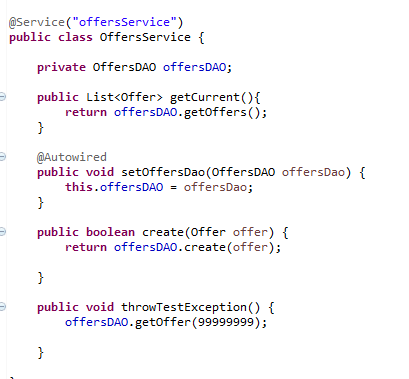 @Service("offersService")
public class OffersService {
private OffersDAO offersDAO;
public List<Offer> getCurrent(){
return offersDAO.getOffers();
}
@Autowired
public void setOffersDao(OffersDAO offersDao) {
this.offersDAO = offersDao;
}
public boolean create(Offer offer) {
return offersDAO.create(offer);
}
public void throwTestException() {
offersDAO.getOffer(99999999);
}
}